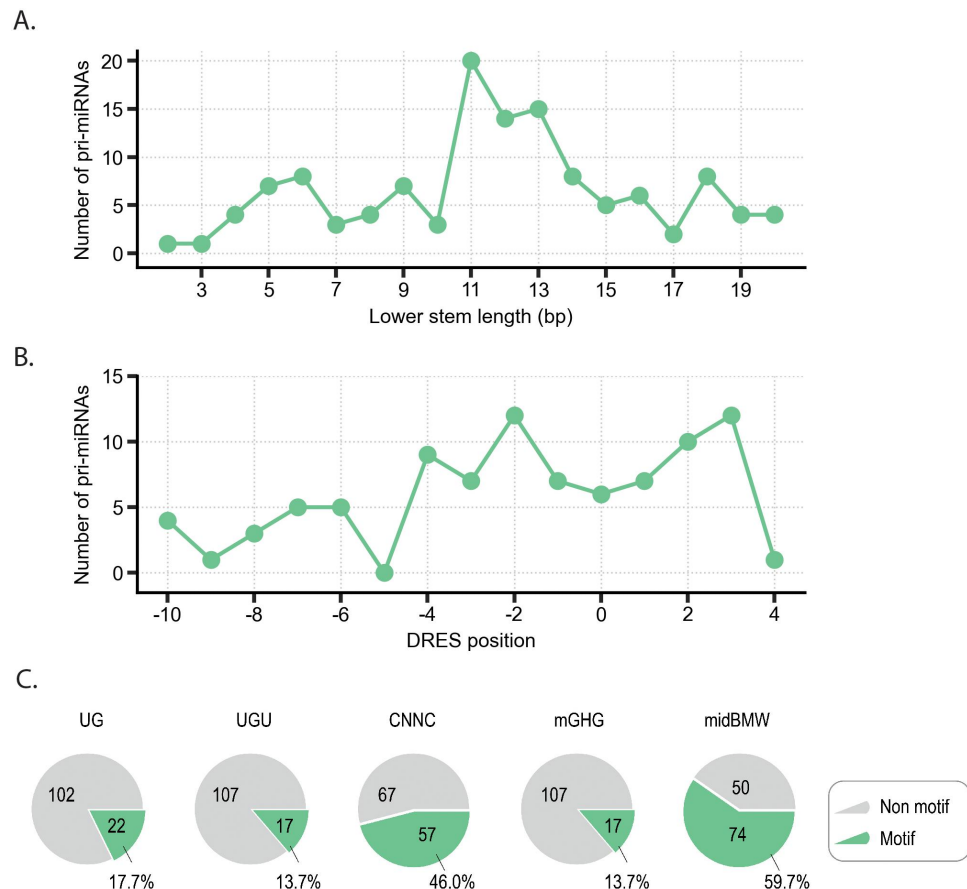 A.
Number of pri-miRNAs
20
15
10
5
0
3 5 7 9 11 13 15 17 19
Lower stem length (bp)
B.
Number of pri-miRNAs
15
10
5
0
-10 -8 -6 -4 -2 0 2 4
DRES position
C.
UG UGU CNNC mGHG midBMW
102 22 17.7%
107 17 13.7%
67 57 46.0%
107 17 13.7%
50 74 59.7%
Non motif
Motif